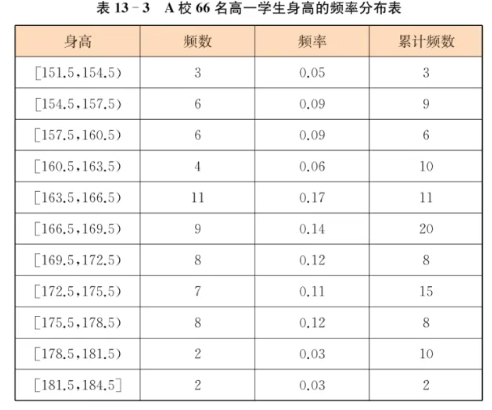 表 13-3 A校66名高一学生身高的频率分布表
身高 频数 频率 累计频数
[151.5,154.5) 3 0.05 3
[154.5,157.5) 6 0.09 9
[157.5,160.5) 6 0.09 6
[160.5,163.5) 4 0.06 10
[163.5,166.5) 11 0.17 11
[166.5,169.5) 9 0.14 20
[169.5,172.5) 8 0.12 8
[172.5,175.5) 7 0.11 15
[175.5,178.5) 8 0.12 8
[178.5,181.5) 2 0.03 10
[181.5,184.5] 2 0.03 2